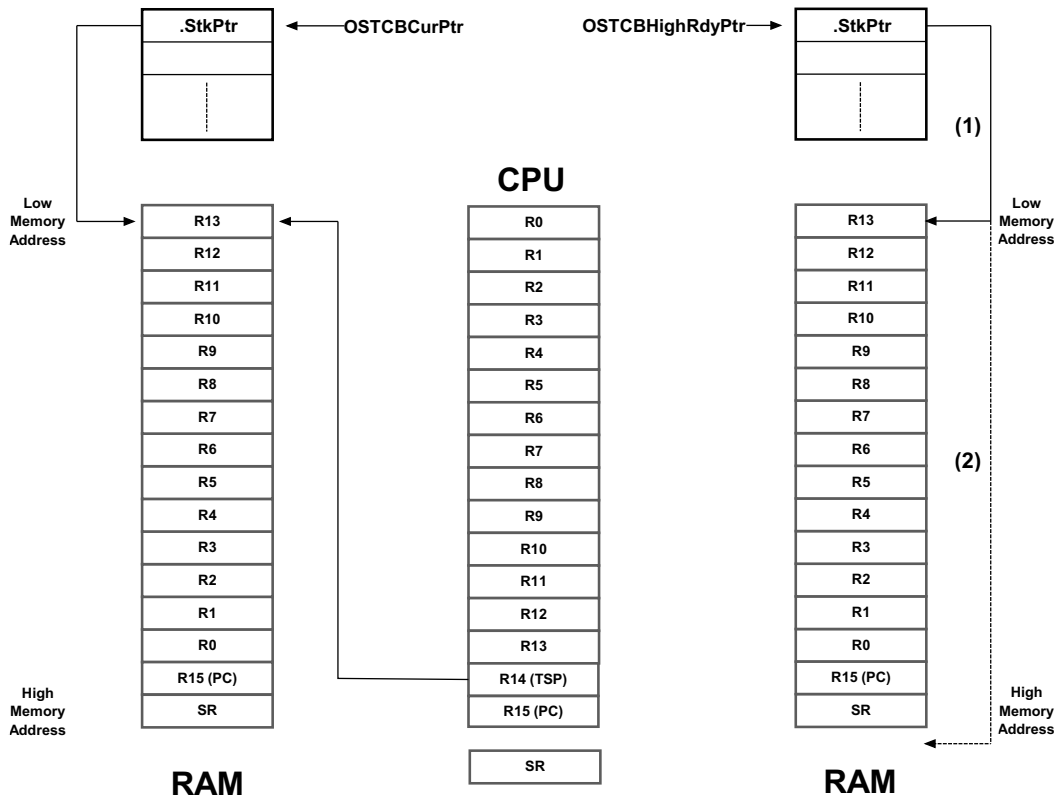 .StkPtr
OSTCBCurPtr
OSTCBHighRdyPtr
.StkPtr
(1)
CPU
Low
Memory
Address
R13
R12
R11
R10
R9
R8
R7
R6
R5
R4
R3
R2
R1
R0
R15 (PC)
SR
High
Memory
Address
RAM
R0
R1
R2
R3
R4
R5
R6
R7
R8
R9
R10
R11
R12
R13
R14 (TSP)
R15 (PC)
SR
R13
R12
R11
R10
R9
R8
R7
R6
R5
R4
R3
R2
R1
R0
R15 (PC)
SR
Low
Memory
Address
(2)
High
Memory
Address
RAM